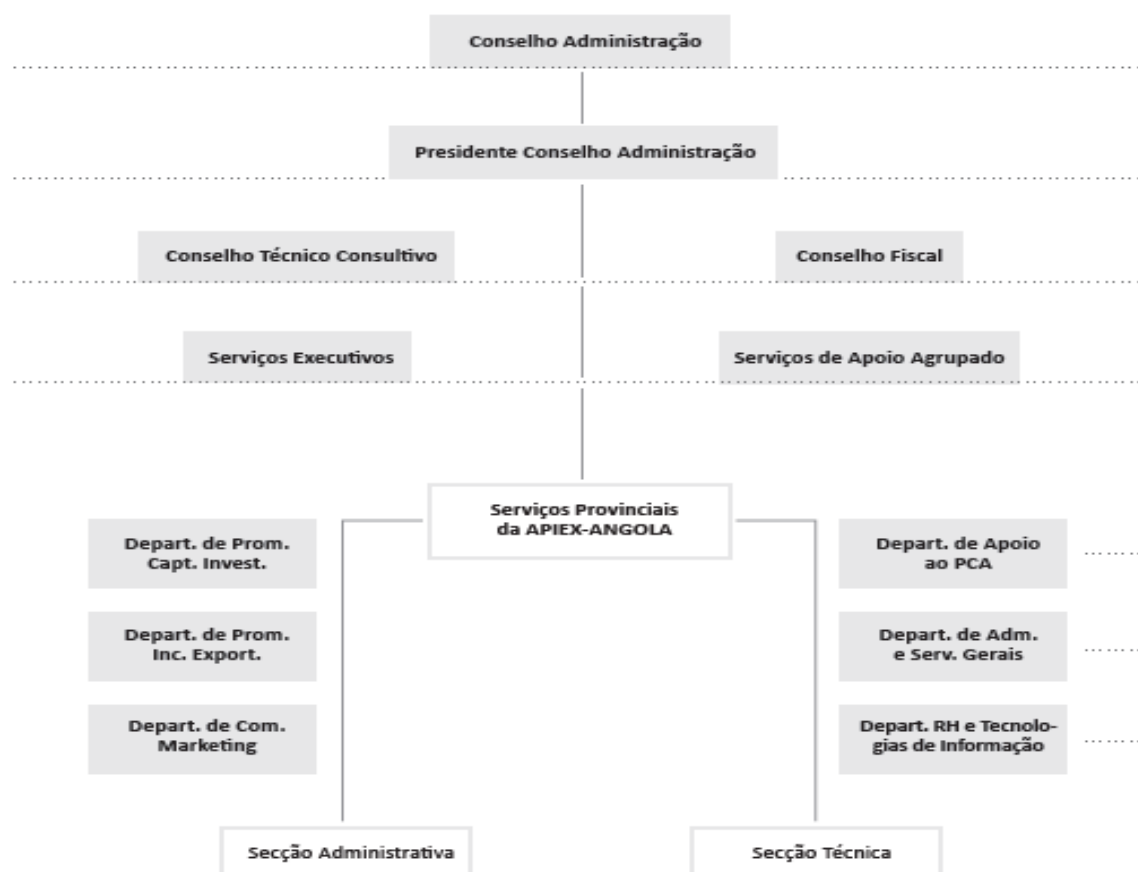 Conselho Administração
Presidente Conselho Administração
Conselho Técnico Consultivo
Conselho Fiscal
Serviços Executivos
Serviços de Apoio Agrupado
Serviços Provinciais
da APIEX-ANGOLA
Depart. de Prom.
Capt. Invest.
Depart. de Apoio
ao PCA
Depart. de Prom.
Inc. Export.
Depart. de Adm.
e Serv. Gerais
Depart. de Com.
Marketing
Depart. RH e Tecnolo-
gias de Informação
Secção Administrativa
Secção Técnica